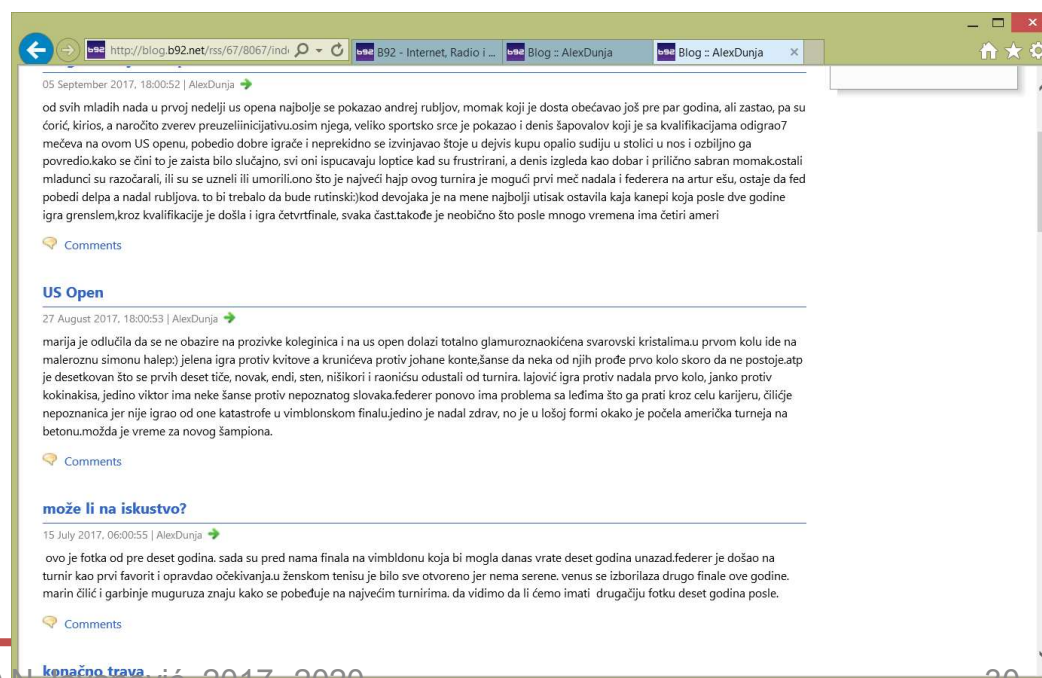 http://blog.b92.net/rss/67/8067/ind
B92 - Internet, Radio i ...
Blog :: AlexDunja
Blog :: AlexDunja
05 September 2017, 18:00:52 | AlexDunja
od svih mladih nada u prvoj nedelji us opena najbolje se pokazao andrej rubljov, momak koji je dosta obećavao još pre par godina, ali zastao, pa su
ćorić, kirios, a naročito zverev preuzeliinicijativu.osim njega, veliko sportsko srce je pokazao i denis šapovalov koji je sa kvalifikacijama odigrao7
mečeva na ovom US openu, pobedio dobre igrače i neprekidno se izvinjavao štoje u dejvis kupu opalio sudiju u stolici u nos i ozbiljno ga
povredio.kako se čini to je zaista bilo slučajno, svi oni ispucavaju loptice kad su frustrirani, a denis izgleda kao dobar i prilično sabran momak.ostali
mladunci su razočarali, ili su se uzneli ili umorili.ono što je najveći hajp ovog turnira je mogući prvi meč nadala i federera na artur ešu, ostaje da fed
pobedi delpa a nadal rubljova. to bi trebalo da bude rutinski:)kod devojaka je na mene najbolji utisak ostavila kaja kanepi koja posle dve godine
igra grenslem,kroz kvalifikacije je došla i igra četvrtfinale, svaka čast.takođe je neobično što posle mnogo vremena ima četiri ameri
Comments
US Open
27 August 2017, 18:00:53 | AlexDunja
marija je odlučila da se ne obazire na prozivke koleginica i na us open dolazi totalno glamuroznaokićena svarovski kristalima.u prvom kolu ide na
maleroznu simonu halep:) jelena igra protiv kvitove a krunićeva protiv johane konte,šanse da neka od njih prođe prvo kolo skoro da ne postoje.atp
je desetkovan što se prvih deset tiče, novak, endi, sten, nišikori i raonićsu odustali od turnira. lajović igra protiv nadala prvo kolo, janko protiv
kokinakisa, jedino viktor ima neke šanse protiv nepoznatog slovaka.federer ponovo ima problema sa leđima što ga prati kroz celu karijeru, čilićje
nepoznanica jer nije igrao od one katastrofe u vimblonskom finalu.jedino je nadal zdrav, no je u lošoj formi okako je počela američka turneja na
betonu.možda je vreme za novog šampiona.
Comments
može li na iskustvo?
15 July 2017, 06:00:55 | AlexDunja
ovo je fotka od pre deset godina. sada su pred nama finala na vimbldonu koja bi mogla danas vrate deset godina unazad.federer je došao na
turnir kao prvi favorit i opravdao očekivanja.u ženskom tenisu je bilo sve otvoreno jer nema serene. venus se izborilaza drugo finale ove godine.
marin čilić i garbinje muguruza znaju kako se pobeđuje na najvećim turnirima. da vidimo da li ćemo imati drugačiju fotku deset godina posle.
Comments
konačno trava